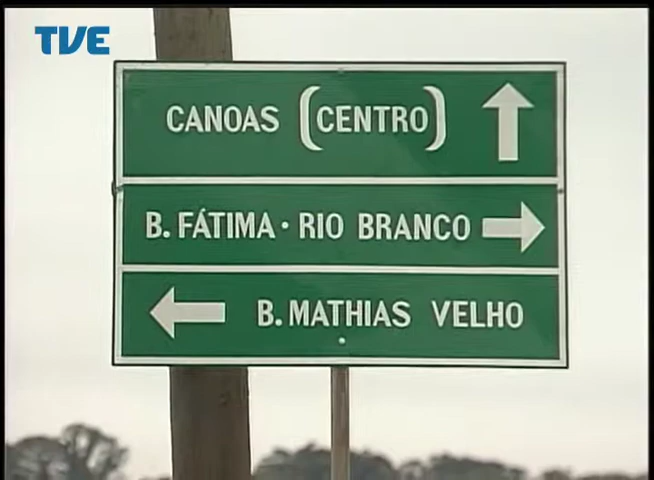 TVE
CANOAS (CENTRO)
B. FÁTIMA · RIO BRANCO
B. MATHIAS VELHO